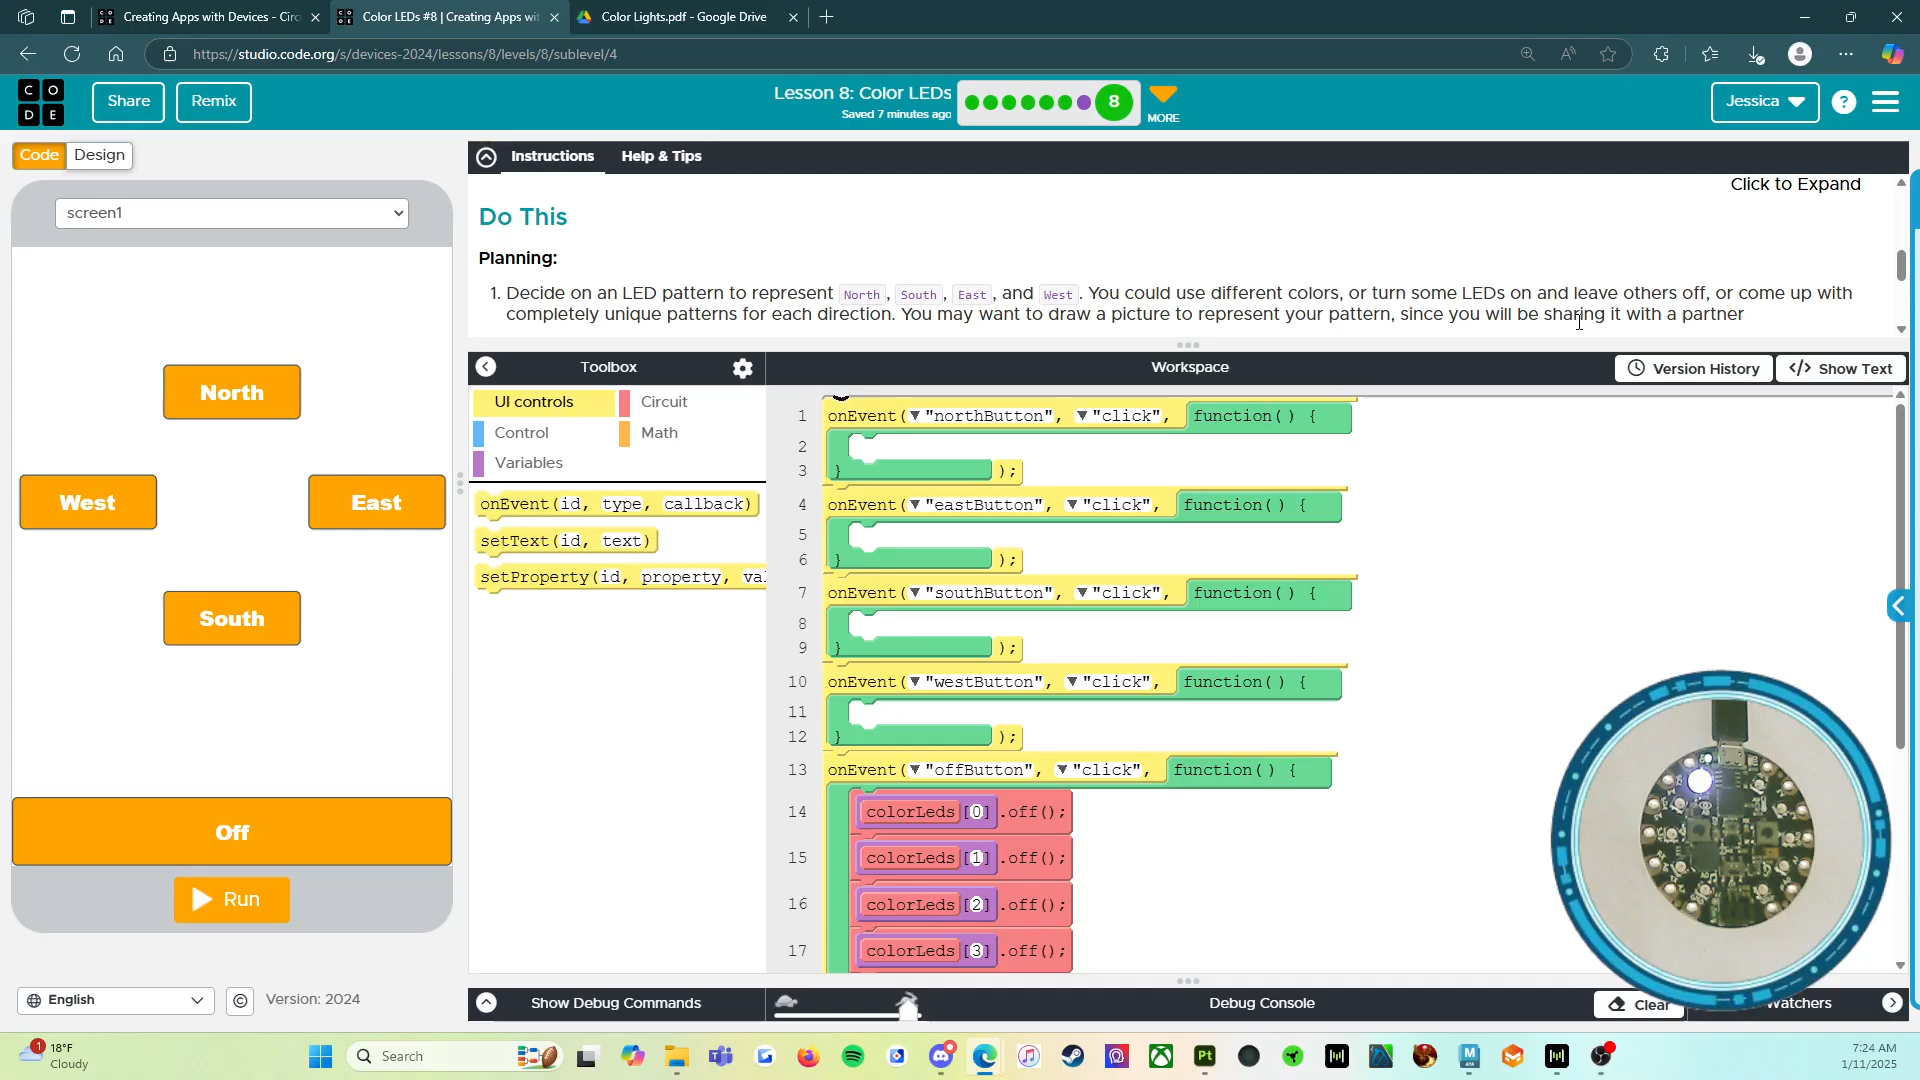 Creating Apps with Devices - Circ
Color LEDs #8 | Creating Apps wit
Color Lights.pdf - Google Drive
https://studio.code.org/s/devices-2024/lessons/8/levels/8/sublevel/4
C O
D E
Share
Remix
Lesson 8: Color LEDs
Saved 7 minutes ago
8
MORE
Jessica
?
Code
Design
Instructions
Help & Tips
screen1
Click to Expand
Do This
Planning:
1. Decide on an LED pattern to represent North, South, East, and West. You could use different colors, or turn some LEDs on and leave others off, or come up with
completely unique patterns for each direction. You may want to draw a picture to represent your pattern, since you will be sharing it with a partner
Toolbox
Workspace
Version History
</> Show Text
UI controls
Circuit
Control
Math
Variables
onEvent(id, type, callback)
setText(id, text)
setProperty(id, property, val
North
West
East
South
Off
Run
1 onEvent(▼"northButton", ▼"click", function() {
2
3 } );
4 onEvent(▼"eastButton", ▼"click", function() {
5
6 } );
7 onEvent(▼"southButton", ▼"click", function() {
8
9 } );
10 onEvent(▼"westButton", ▼"click", function() {
11
12 } );
13 onEvent(▼"offButton", ▼"click", function() {
14 colorLeds[0].off();
15 colorLeds[1].off();
16 colorLeds[2].off();
17 colorLeds[3].off();
English
©
Version: 2024
Show Debug Commands
Debug Console
Clear
Watchers
1
18°F
Cloudy
Search
7:24 AM
1/11/2025